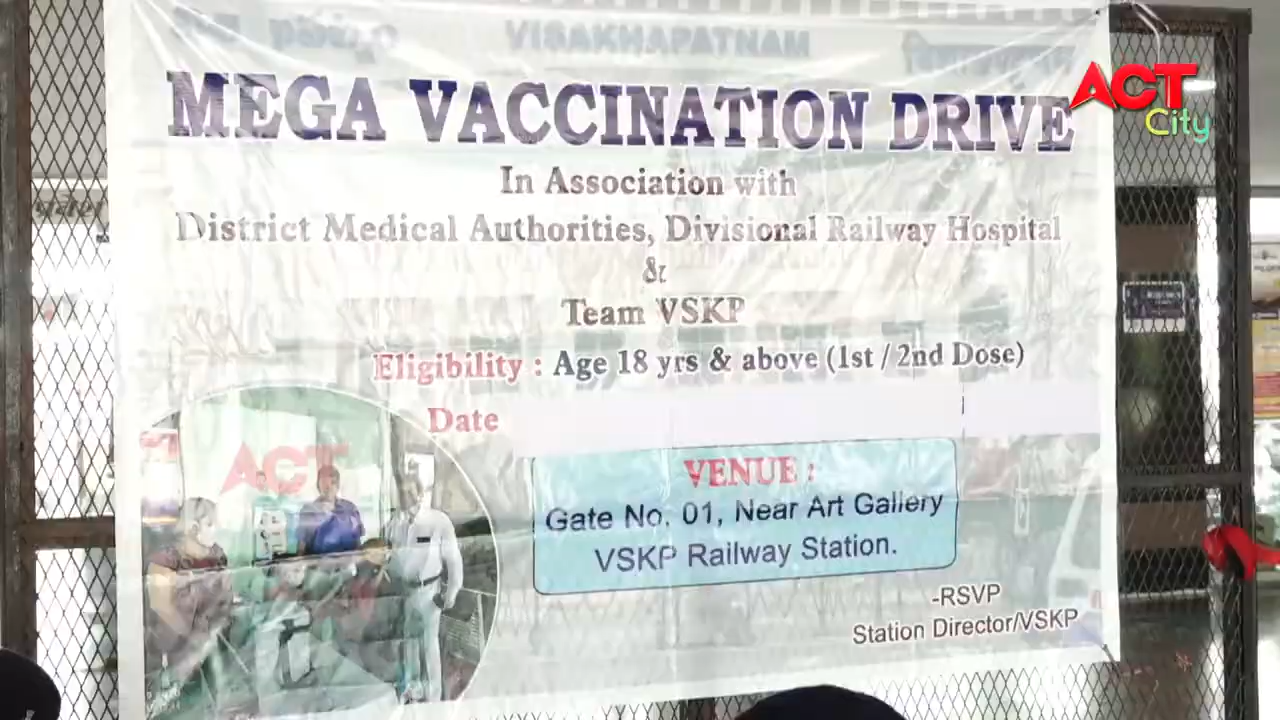 VISAKHAPATNAM
MEGA VACCINATION DRIVE
ACT
City
In Association with
District Medical Authorities, Divisional Railway Hospital
&
Team VSKP
Eligibility : Age 18 yrs & above (1st / 2nd Dose)
Date
ACT
VENUE :
Gate No. 01, Near Art Gallery
VSKP Railway Station.
-RSVP
Station Director/VSKP